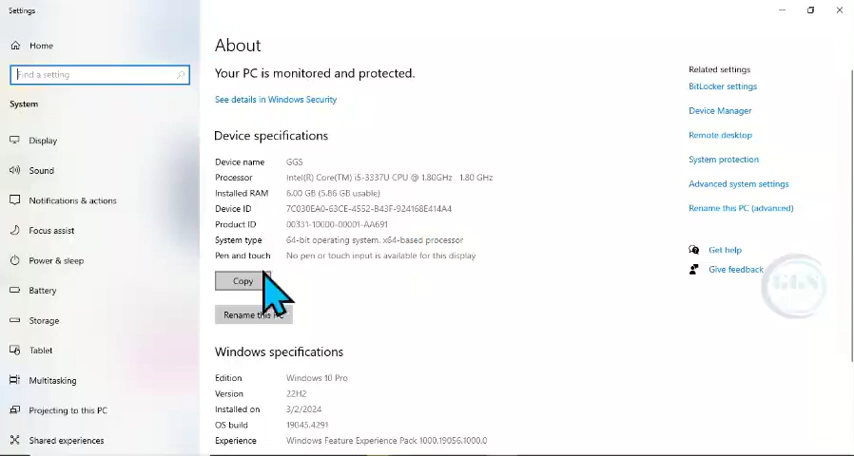 Settings
Home
Find a setting
System
Display
Sound
Notifications & actions
Focus assist
Power & sleep
Battery
Storage
Tablet
Multitasking
Projecting to this PC
Shared experiences
About
Your PC is monitored and protected.
See details in Windows Security
Device specifications
Device name GGS
Processor Intel(R) Core(TM) i5-3337U CPU @ 1.80GHz 1.80 GHz
Installed RAM 6.00 GB (5.86 GB usable)
Device ID 7C030EA0-63CE-4552-B43F-924168E414A4
Product ID 00331-10000-00001-AA691
System type 64-bit operating system, x64-based processor
Pen and touch No pen or touch input is available for this display
Copy
Rename this PC
Windows specifications
Edition Windows 10 Pro
Version 22H2
Installed on 3/2/2024
OS build 19045.4291
Experience Windows Feature Experience Pack 1000.19056.1000.0
Related settings
BitLocker settings
Device Manager
Remote desktop
System protection
Advanced system settings
Rename this PC (advanced)
Get help
Give feedback
GGS